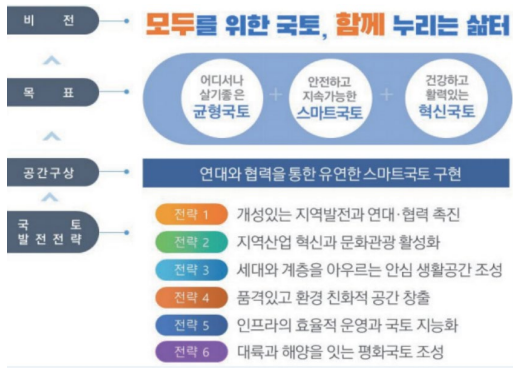 비 전
모두를 위한 국토, 함께 누리는 삶터
목 표
어디서나
살기좋은
균형국토
+
안전하고
지속가능한
스마트국토
+
건강하고
활력있는
혁신국토
공간구상
연대와 협력을 통한 유연한 스마트국토 구현
국 토
발전전략
전략 1 개성있는 지역발전과 연대·협력 촉진
전략 2 지역산업 혁신과 문화관광 활성화
전략 3 세대와 계층을 아우르는 안심 생활공간 조성
전략 4 품격있고 환경 친화적 공간 창출
전략 5 인프라의 효율적 운영과 국토 지능화
전략 6 대륙과 해양을 잇는 평화국토 조성